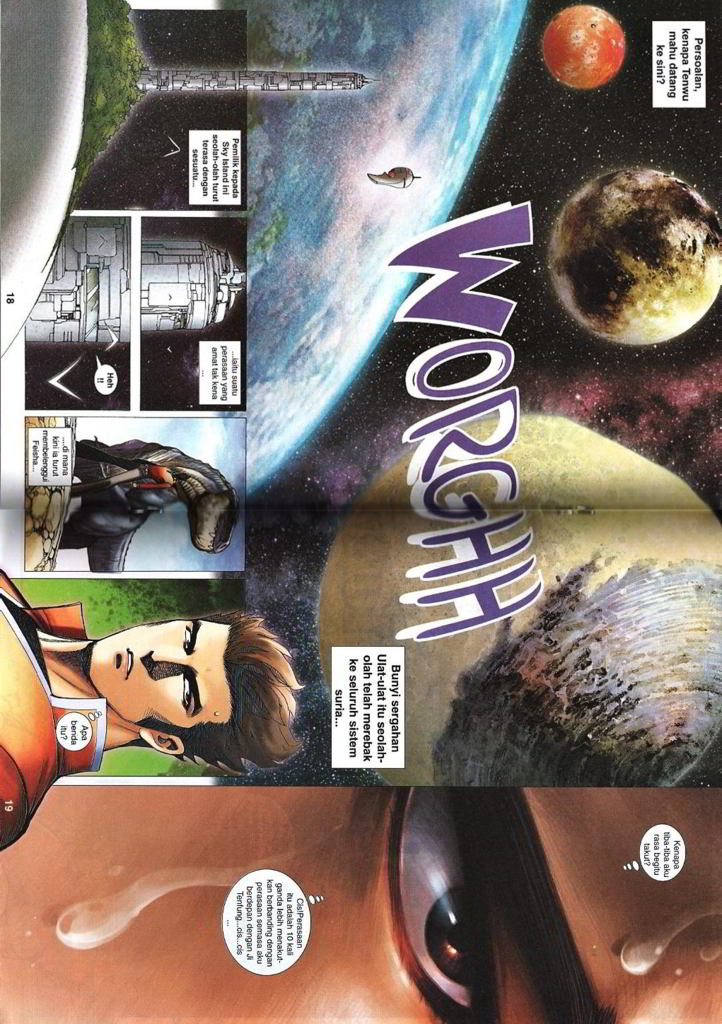 Persoalan,
kenapa Tenwu
mahu datang
ke sini?
WORGHH
Bunyi sergahan
Ulat-ulat itu seolah-
olah telah merebak
ke seluruh sistem
suria...
Pemilik kepada
Sky Island ini
seolah-olah turut
terasa dengan
sesuatu...
...iaitu suatu
perasaan yang
amat tak kena
...
Heh
!!
....di mana
kini ia turut
membelenggui
Feisha...
Apa
benda
itu?
Kenapa
tiba-tiba aku
rasa begitu
takut?
Cis!Perasaan
itu adalah 10 kali
ganda lebih menakut-
kan berbanding dengan
perasaan semasa aku
berdepan dengan Ji
Tenfung...cis...cis
...
18
19